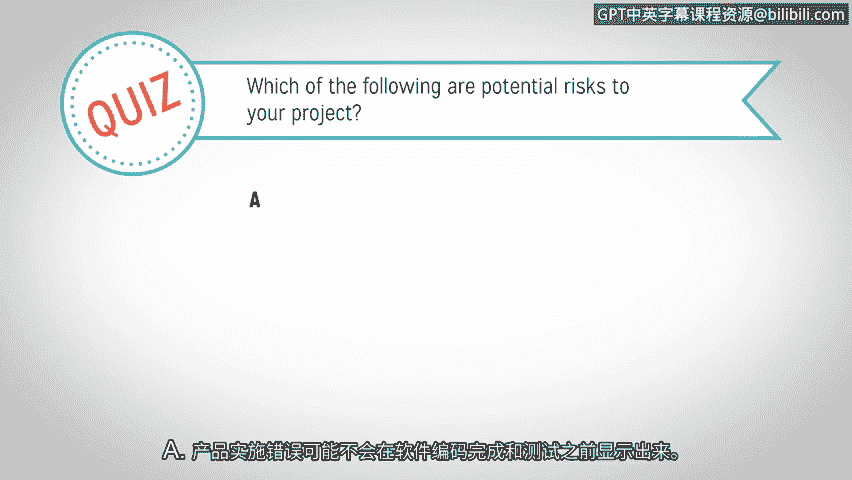 GPT中英字幕课程资源@bilibili.com
QUIZ
Which of the following are potential risks to
your project?
A
A. 产品实施错误可能不会在软件编码完成和测试之前显示出来。